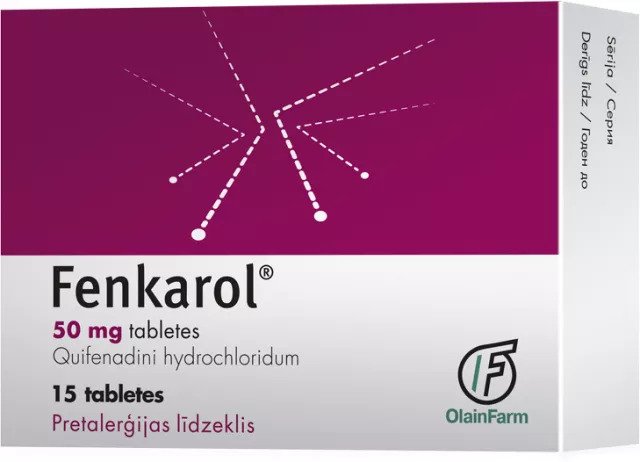 Fenkarol®
50 mg tabletes
Quifenadini hydrochloridum
15 tabletes
Pretalerģijas līdzeklis
OlainFarm
Sērija / Серия
Derīgs līdz / Годен до